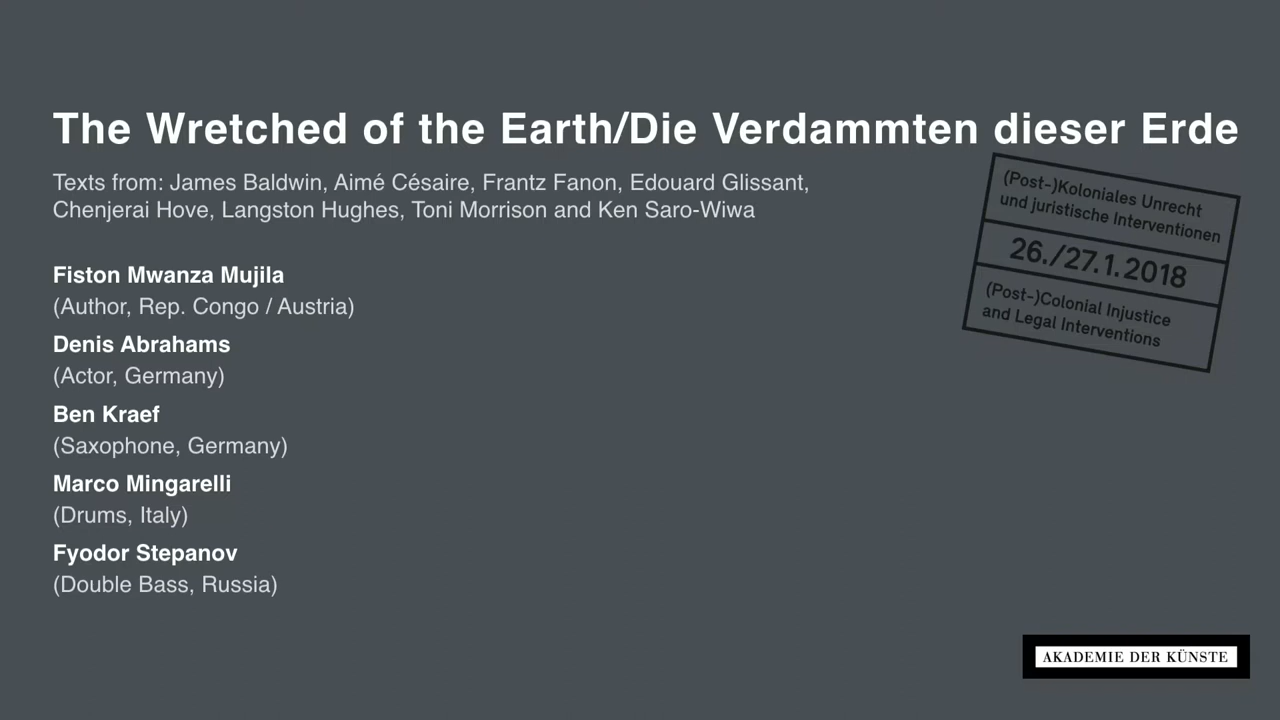 The Wretched of the Earth/Die Verdammten dieser Erde
Texts from: James Baldwin, Aimé Césaire, Frantz Fanon, Edouard Glissant,
Chenjerai Hove, Langston Hughes, Toni Morrison and Ken Saro-Wiwa
(Post-)Koloniales Unrecht
und juristische Interventionen
26./27.1.2018
(Post-)Colonial Injustice
and Legal Interventions
Fiston Mwanza Mujila
(Author, Rep. Congo / Austria)
Denis Abrahams
(Actor, Germany)
Ben Kraef
(Saxophone, Germany)
Marco Mingarelli
(Drums, Italy)
Fyodor Stepanov
(Double Bass, Russia)
AKADEMIE DER KÜNSTE